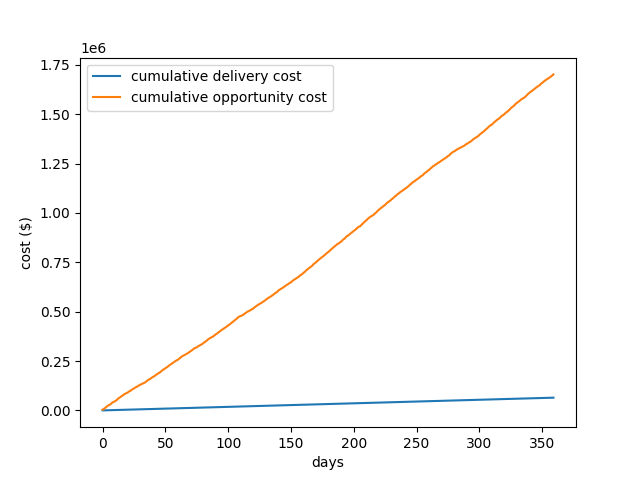 1e6
1.75
1.50
1.25
1.00
0.75
0.50
0.25
0.00
cost ($)
cumulative delivery cost
cumulative opportunity cost
0 50 100 150 200 250 300 350
days